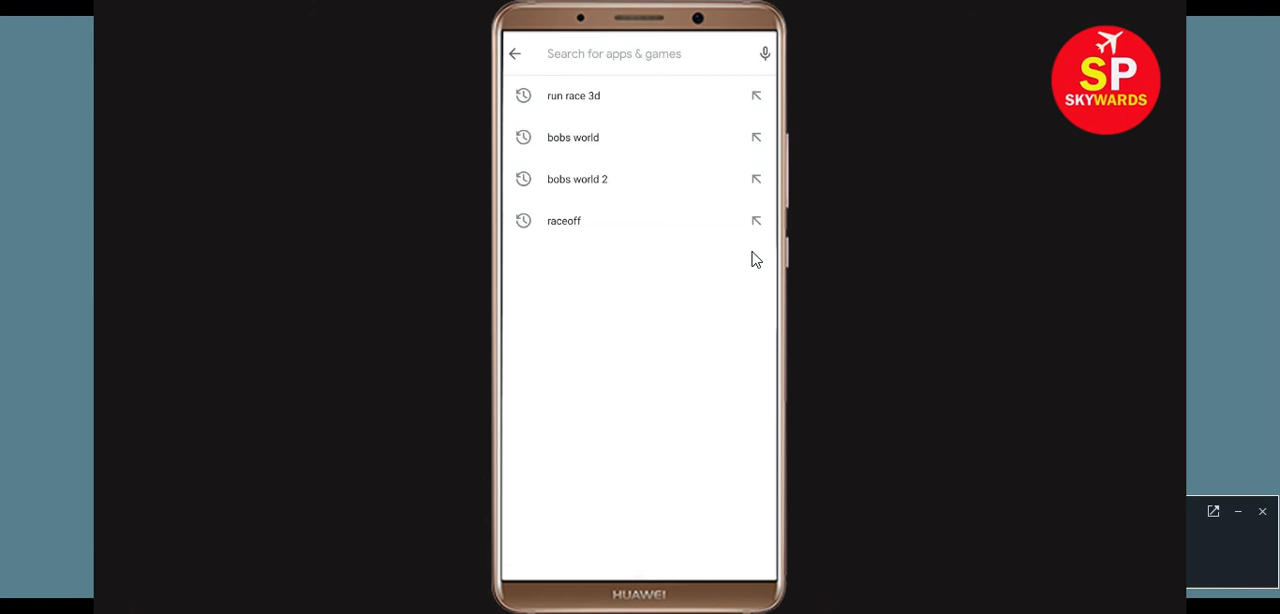 Search for apps & games
run race 3d
bobs world
bobs world 2
raceoff
SP
SKYWARDS
HUAWEI